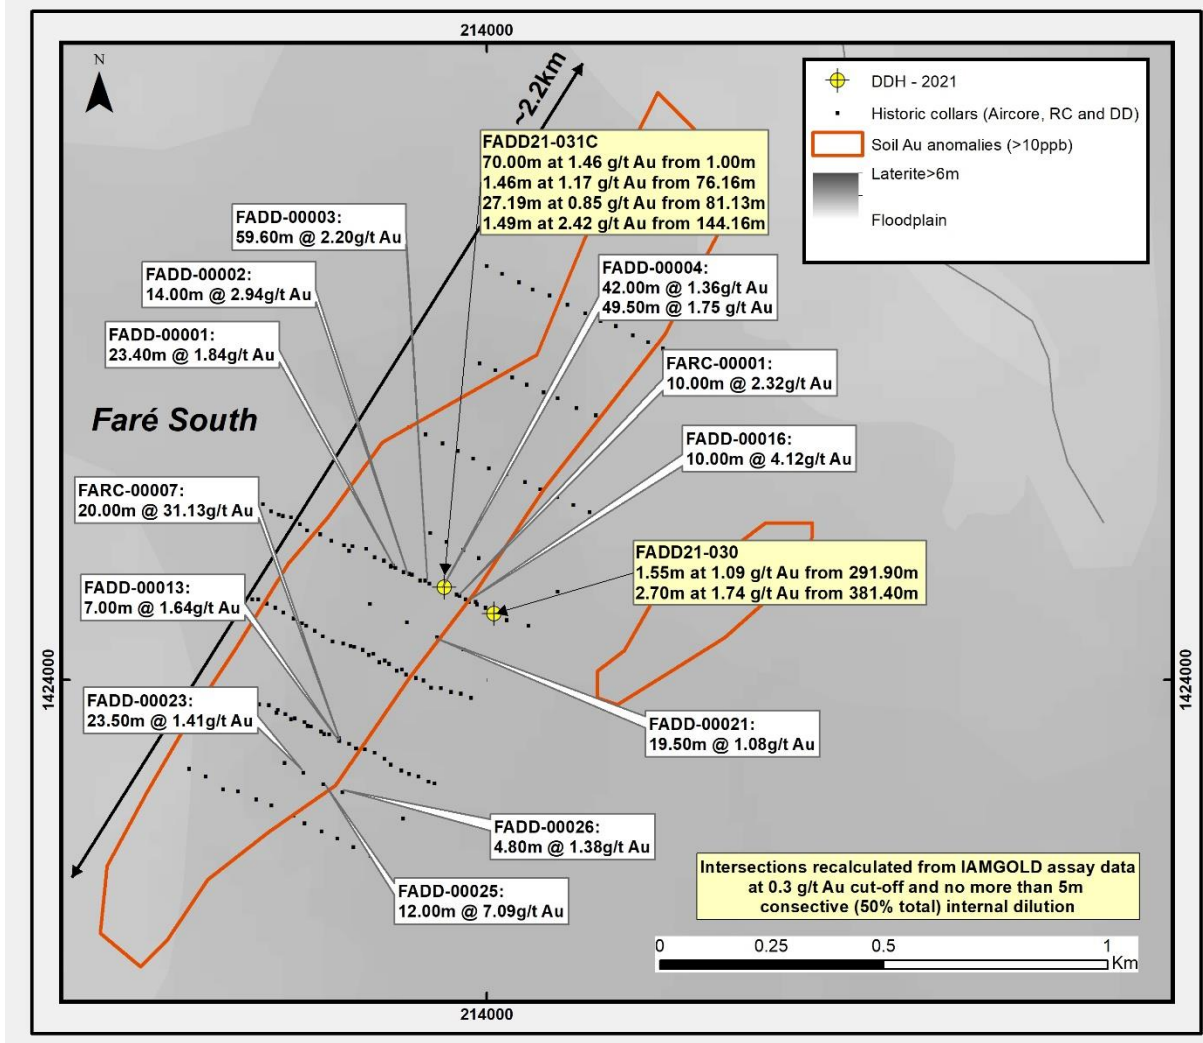 214000
N
~2.2km
DDH - 2021
Historic collars (Aircore, RC and DD)
Soil Au anomalies (>10ppb)
Laterite>6m
Floodplain
FADD21-031C
70.00m at 1.46 g/t Au from 1.00m
1.46m at 1.17 g/t Au from 76.16m
27.19m at 0.85 g/t Au from 81.13m
1.49m at 2.42 g/t Au from 144.16m
FADD-00003:
59.60m @ 2.20g/t Au
FADD-00002:
14.00m @ 2.94g/t Au
FADD-00004:
42.00m @ 1.36g/t Au
49.50m @ 1.75 g/t Au
FADD-00001:
23.40m @ 1.84g/t Au
FARC-00001:
10.00m @ 2.32g/t Au
Faré South
FADD-00016:
10.00m @ 4.12g/t Au
FARC-00007:
20.00m @ 31.13g/t Au
FADD21-030
1.55m at 1.09 g/t Au from 291.90m
2.70m at 1.74 g/t Au from 381.40m
FADD-00013:
7.00m @ 1.64g/t Au
1424000
1424000
FADD-00023:
23.50m @ 1.41g/t Au
FADD-00021:
19.50m @ 1.08g/t Au
FADD-00026:
4.80m @ 1.38g/t Au
FADD-00025:
12.00m @ 7.09g/t Au
Intersections recalculated from IAMGOLD assay data
at 0.3 g/t Au cut-off and no more than 5m
consective (50% total) internal dilution
0 0.25 0.5 1
Km
214000